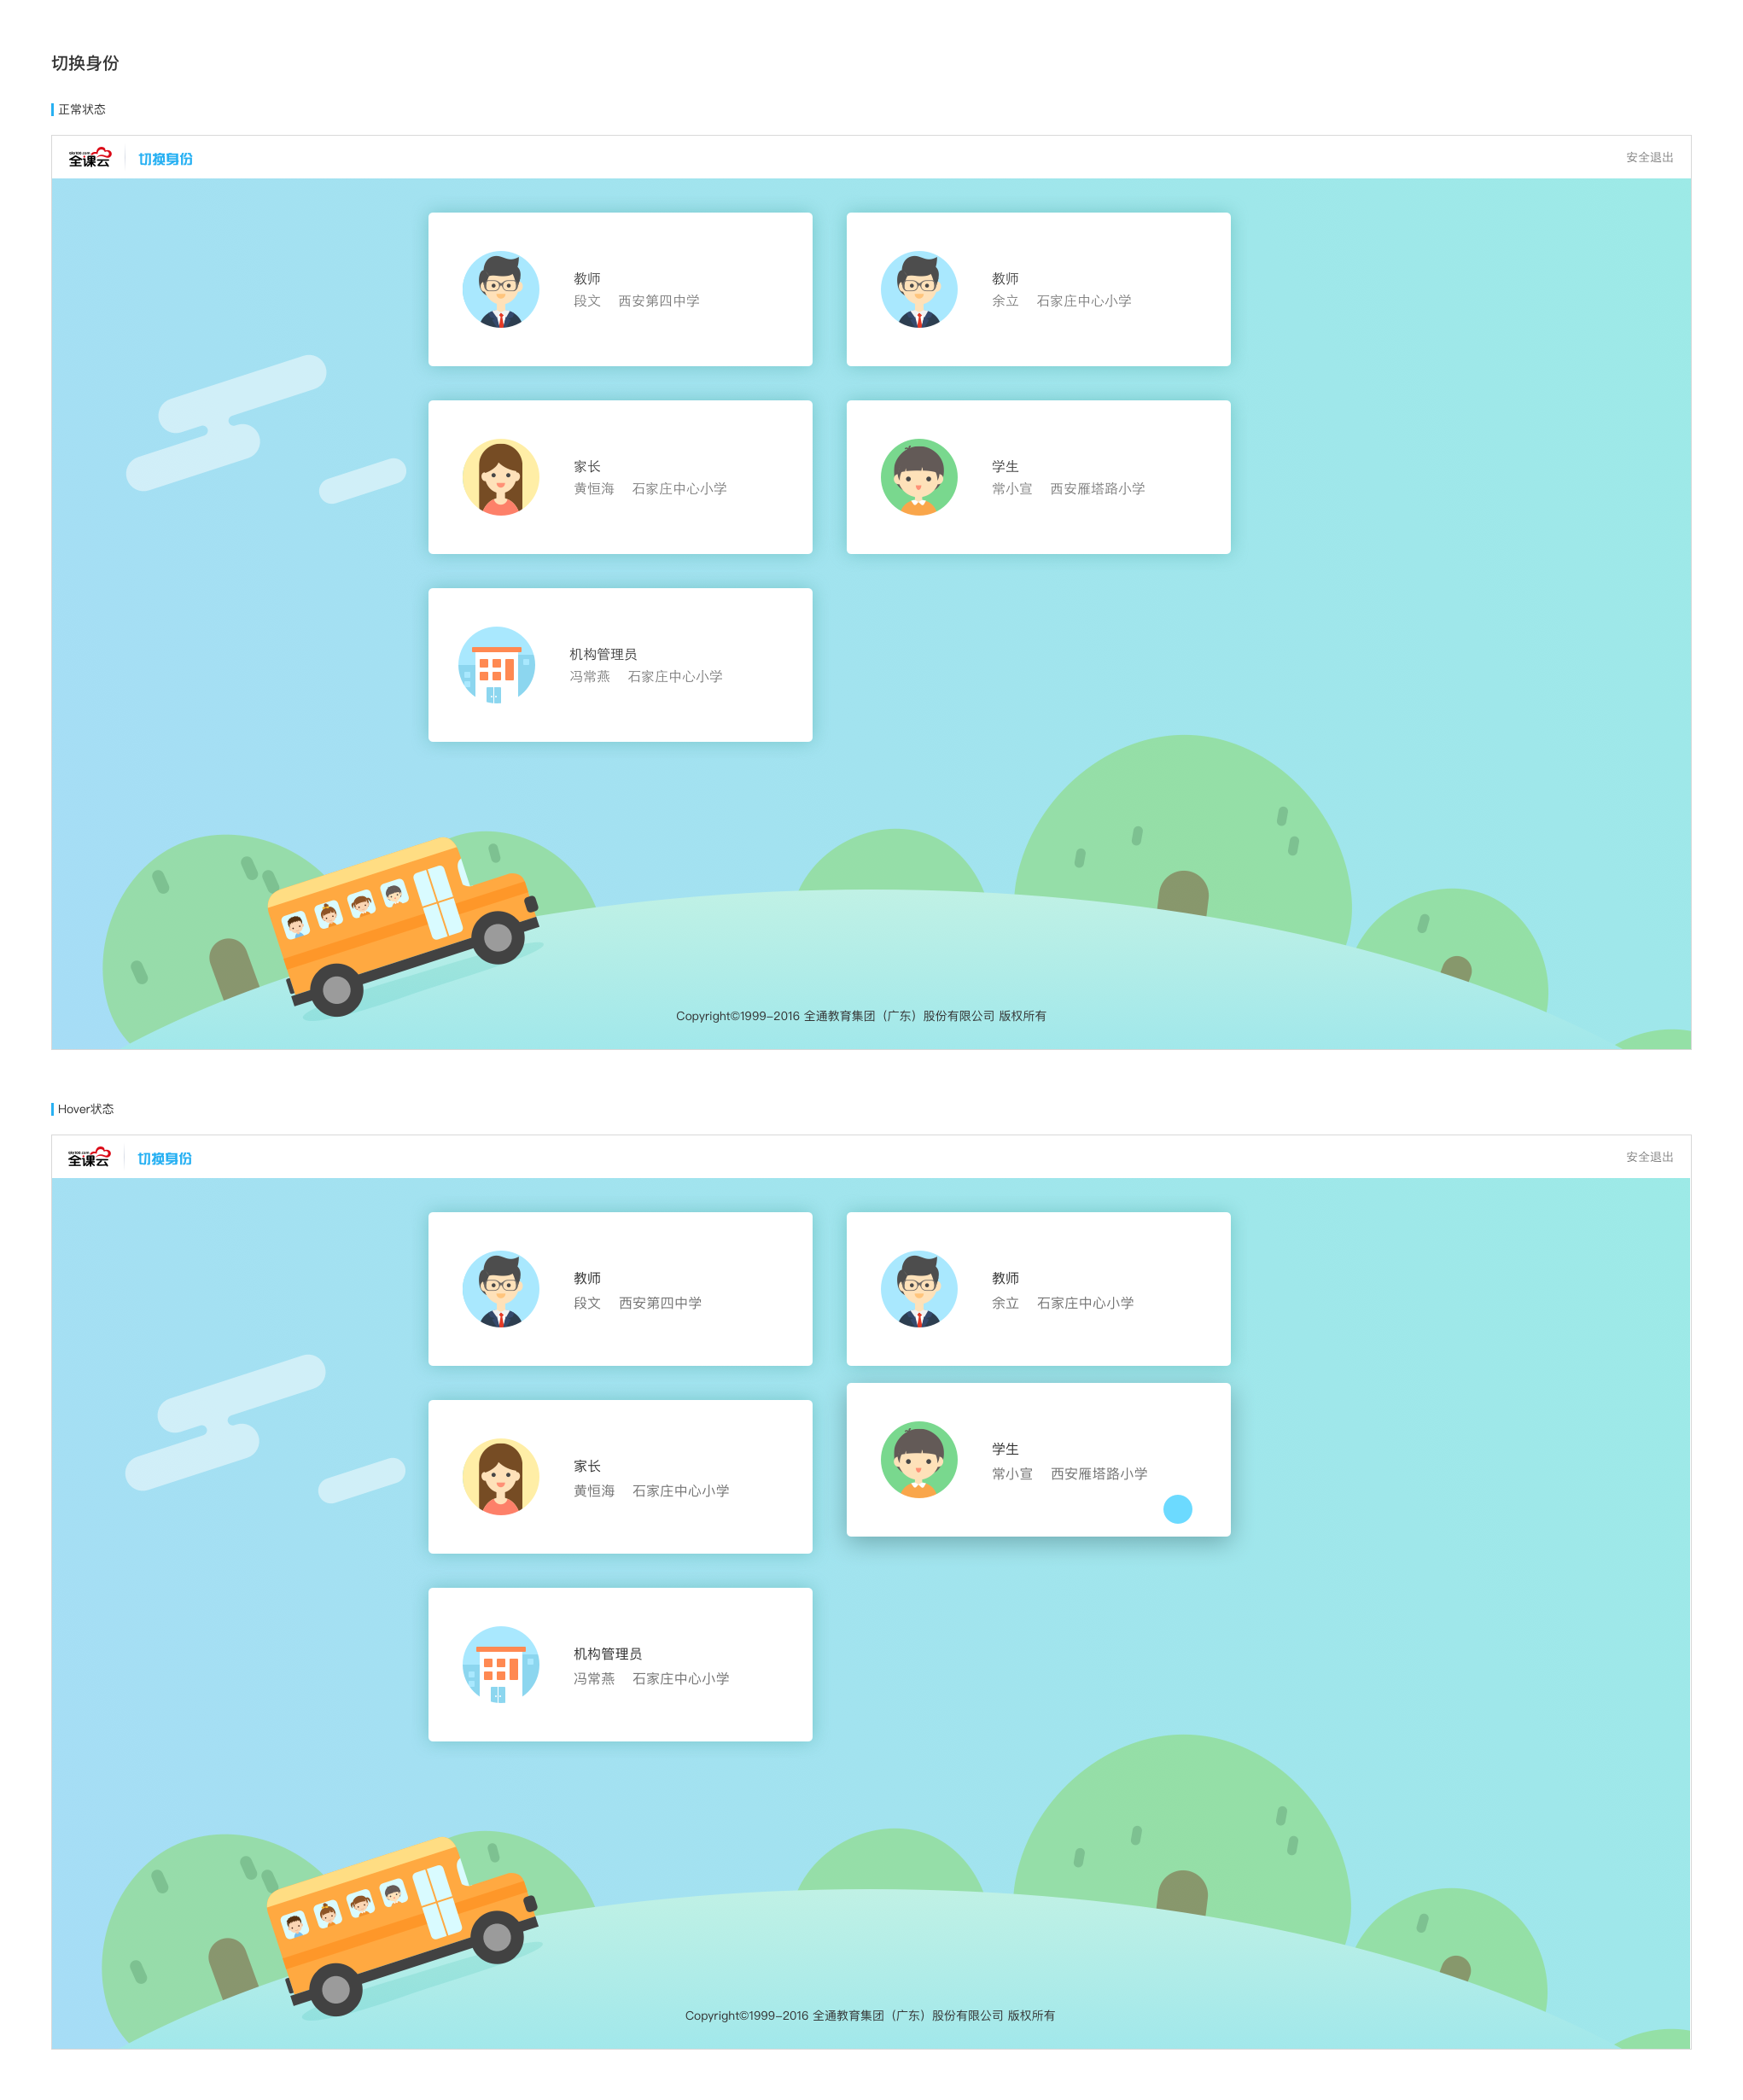 切换身份
正常状态
全课云
切换身份
安全退出
教师
段文 西安第四中学
教师
余立 石家庄中心小学
家长
黄恒海 石家庄中心小学
学生
常小宣 西安雁塔路小学
机构管理员
冯常燕 石家庄中心小学
Copyright©1999-2016 全通教育集团（广东）股份有限公司 版权所有
Hover状态
全课云
切换身份
安全退出
教师
段文 西安第四中学
教师
余立 石家庄中心小学
家长
黄恒海 石家庄中心小学
学生
常小宣 西安雁塔路小学
机构管理员
冯常燕 石家庄中心小学
Copyright©1999-2016 全通教育集团（广东）股份有限公司 版权所有